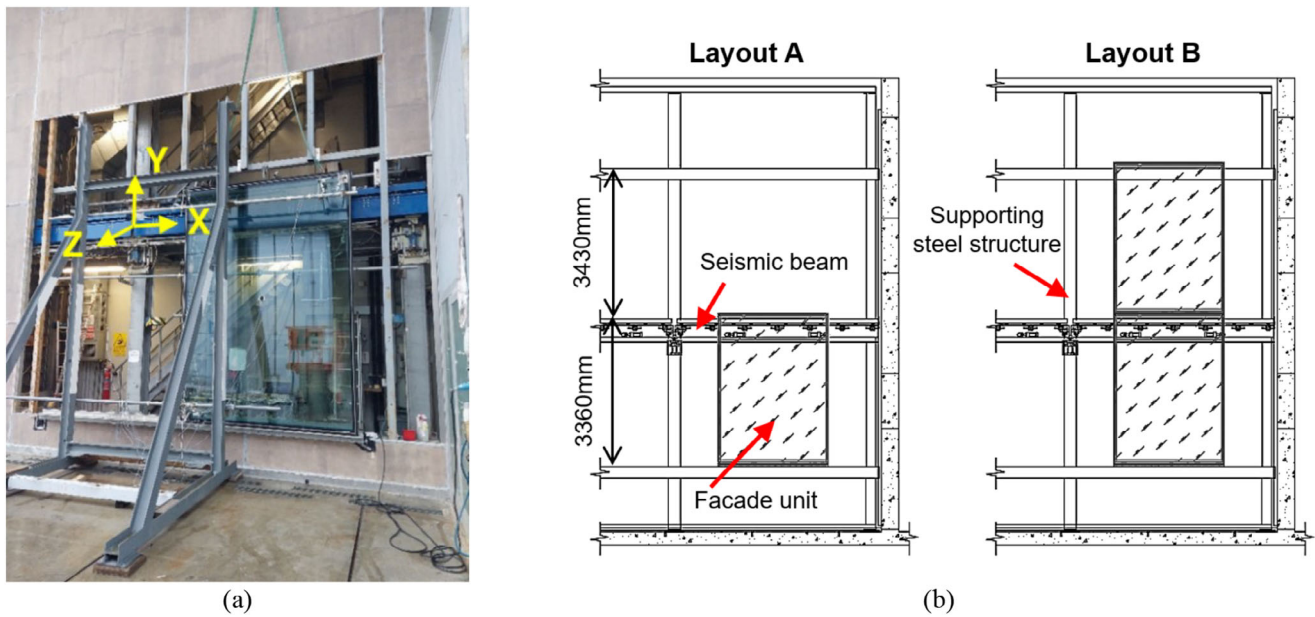 Y
X
Z
(a)
Layout A
Layout B
3430mm
3360mm
Seismic beam
Facade unit
Supporting
steel structure
(b)